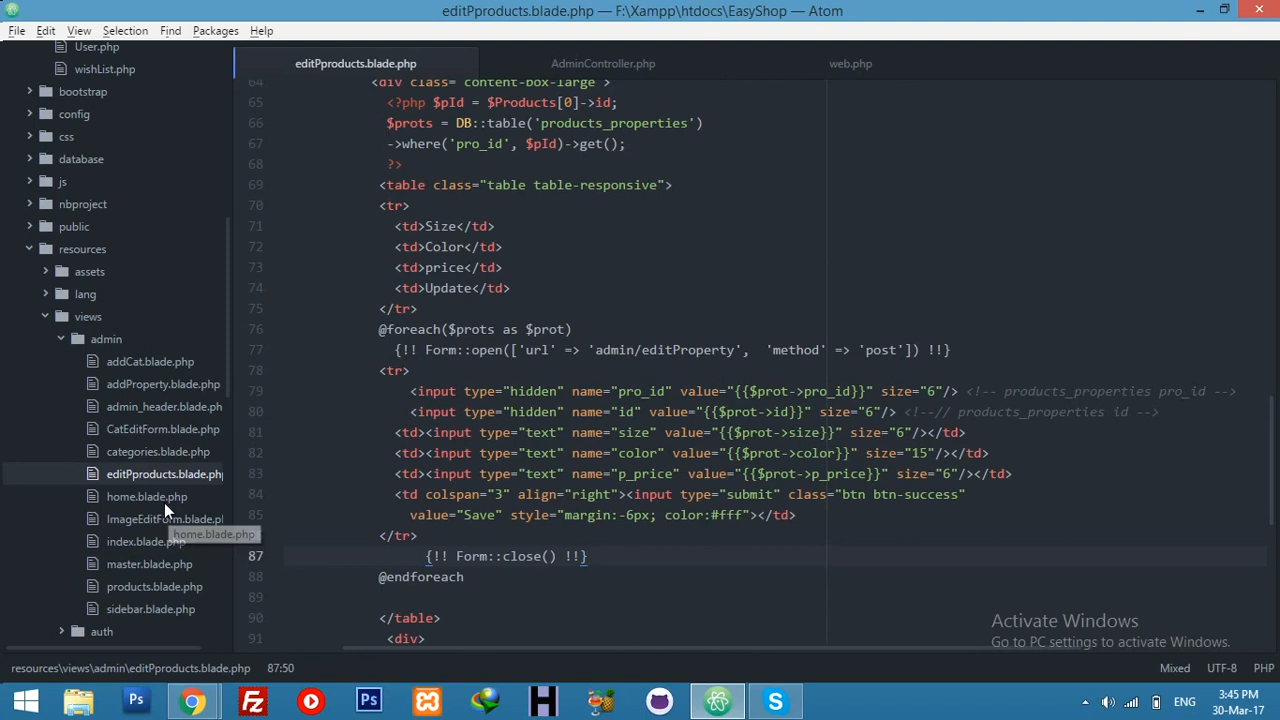 editPproducts.blade.php — F:\Xampp\htdocs\EasyShop — Atom
File Edit View Selection Find Packages Help
User.php
wishList.php
bootstrap
config
css
database
js
nbproject
public
resources
assets
lang
views
admin
addCat.blade.php
addProperty.blade.php
admin_header.blade.ph
CatEditForm.blade.php
categories.blade.php
editPproducts.blade.php
home.blade.php
ImageEditForm.blade.pl
home.blade.php
index.blade.php
master.blade.php
products.blade.php
sidebar.blade.php
auth
editPproducts.blade.php AdminController.php web.php
64 <div class= content-box-large >
65 <?php $pId = $Products[0]->id;
66 $prots = DB::table('products_properties')
67 ->where('pro_id', $pId)->get();
68 ?>
69 <table class="table table-responsive">
70 <tr>
71 <td>Size</td>
72 <td>Color</td>
73 <td>price</td>
74 <td>Update</td>
75 </tr>
76 @foreach($prots as $prot)
77 {!! Form::open(['url' => 'admin/editProperty', 'method' => 'post']) !!}
78 <tr>
79 <input type="hidden" name="pro_id" value="{{$prot->pro_id}}" size="6"/> <!-- products_properties pro_id -->
80 <input type="hidden" name="id" value="{{$prot->id}}" size="6"/> <!--// products_properties id -->
81 <td><input type="text" name="size" value="{{$prot->size}}" size="6"/></td>
82 <td><input type="text" name="color" value="{{$prot->color}}" size="15"/></td>
83 <td><input type="text" name="p_price" value="{{$prot->p_price}}" size="6"/></td>
84 <td colspan="3" align="right"><input type="submit" class="btn btn-success"
85 value="Save" style="margin:-6px; color:#fff"></td>
86 </tr>
87 {!! Form::close() !!}
88 @endforeach
89
90 </table>
91 <div>
Activate Windows
Go to PC settings to activate Windows.
resources\views\admin\editPproducts.blade.php 87:50 Mixed UTF-8 PHP
Ps Fz Ps H S ENG 3:45 PM
30-Mar-17